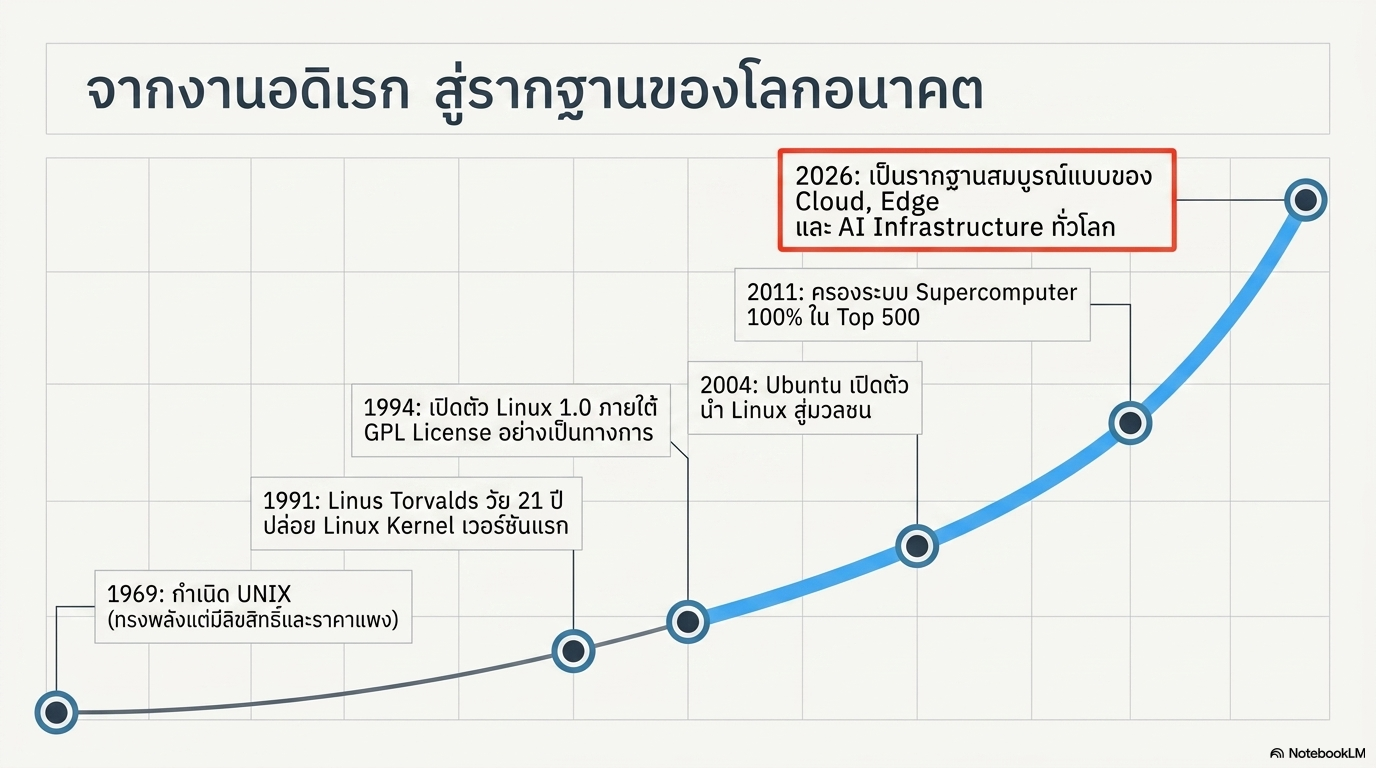 จากงานอดิเรก สู่รากฐานของโลกอนาคต
2026: เป็นรากฐานสมบูรณ์แบบของ
Cloud, Edge
และ AI Infrastructure ทั่วโลก
2011: ครองระบบ Supercomputer
100% ใน Top 500
2004: Ubuntu เปิดตัว
นำ Linux สู่มวลชน
1994: เปิดตัว Linux 1.0 ภายใต้
GPL License อย่างเป็นทางการ
1991: Linus Torvalds วัย 21 ปี
ปล่อย Linux Kernel เวอร์ชันแรก
1969: กำเนิด UNIX
(ทรงพลังแต่มีลิขสิทธิ์และราคาแพง)
NotebookLM